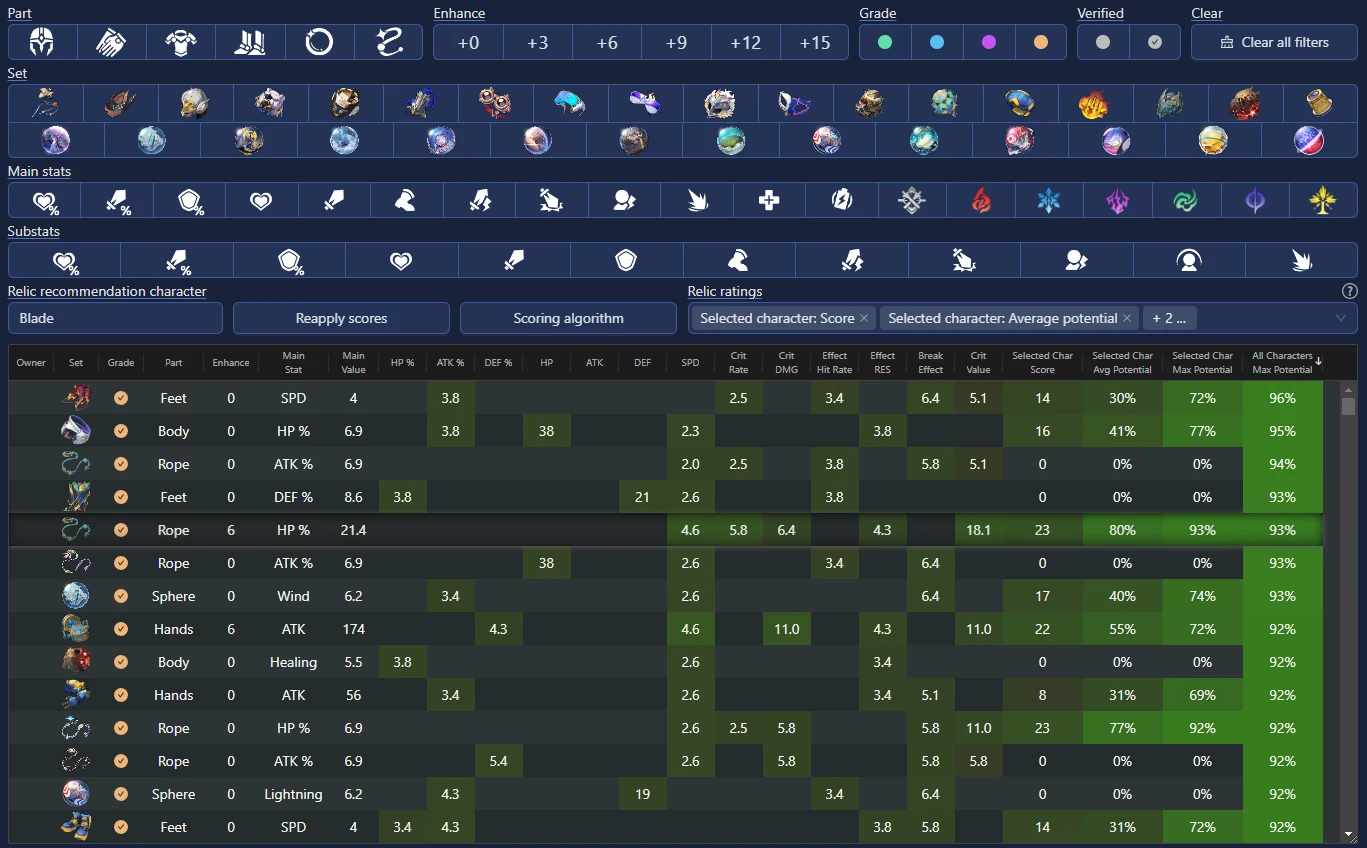 Part Enhance Grade Verified Clear
+0 +3 +6 +9 +12 +15 Clear all filters
Set
Main stats
% % %
Substats
% % %
Relic recommendation character Relic ratings ?
Blade Reapply scores Scoring algorithm Selected character: Score × Selected character: Average potential × + 2 ...
Owner Set Grade Part Enhance Main Stat Main Value HP % ATK % DEF % HP ATK DEF SPD Crit Rate Crit DMG Effect Hit Rate Effect RES Break Effect Crit Value Selected Char Score Selected Char Avg Potential Selected Char Max Potential All Characters Max Potential
Feet 0 SPD 4 3.8 2.5 3.4 6.4 5.1 14 30% 72% 96%
Body 0 HP % 6.9 3.8 38 2.3 3.8 16 41% 77% 95%
Rope 0 ATK % 6.9 2.0 2.5 3.8 5.8 5.1 0 0% 0% 94%
Feet 0 DEF % 8.6 3.8 21 2.6 3.8 0 0% 0% 93%
Rope 6 HP % 21.4 4.6 5.8 6.4 4.3 18.1 23 80% 93% 93%
Rope 0 ATK % 6.9 38 2.6 3.4 6.4 0 0% 0% 93%
Sphere 0 Wind 6.2 3.4 2.6 6.4 17 40% 74% 93%
Hands 6 ATK 174 4.3 4.6 11.0 4.3 11.0 22 55% 72% 92%
Body 0 Healing 5.5 3.8 2.6 3.4 0 0% 0% 92%
Hands 0 ATK 56 3.4 2.6 3.4 5.1 8 31% 69% 92%
Rope 0 HP % 6.9 2.6 2.5 5.8 5.8 11.0 23 77% 92% 92%
Rope 0 ATK % 6.9 5.4 2.6 5.8 5.8 5.8 0 0% 0% 92%
Sphere 0 Lightning 6.2 4.3 19 3.4 6.4 0 0% 0% 92%
Feet 0 SPD 4 3.4 4.3 3.8 5.8 14 31% 72% 92%